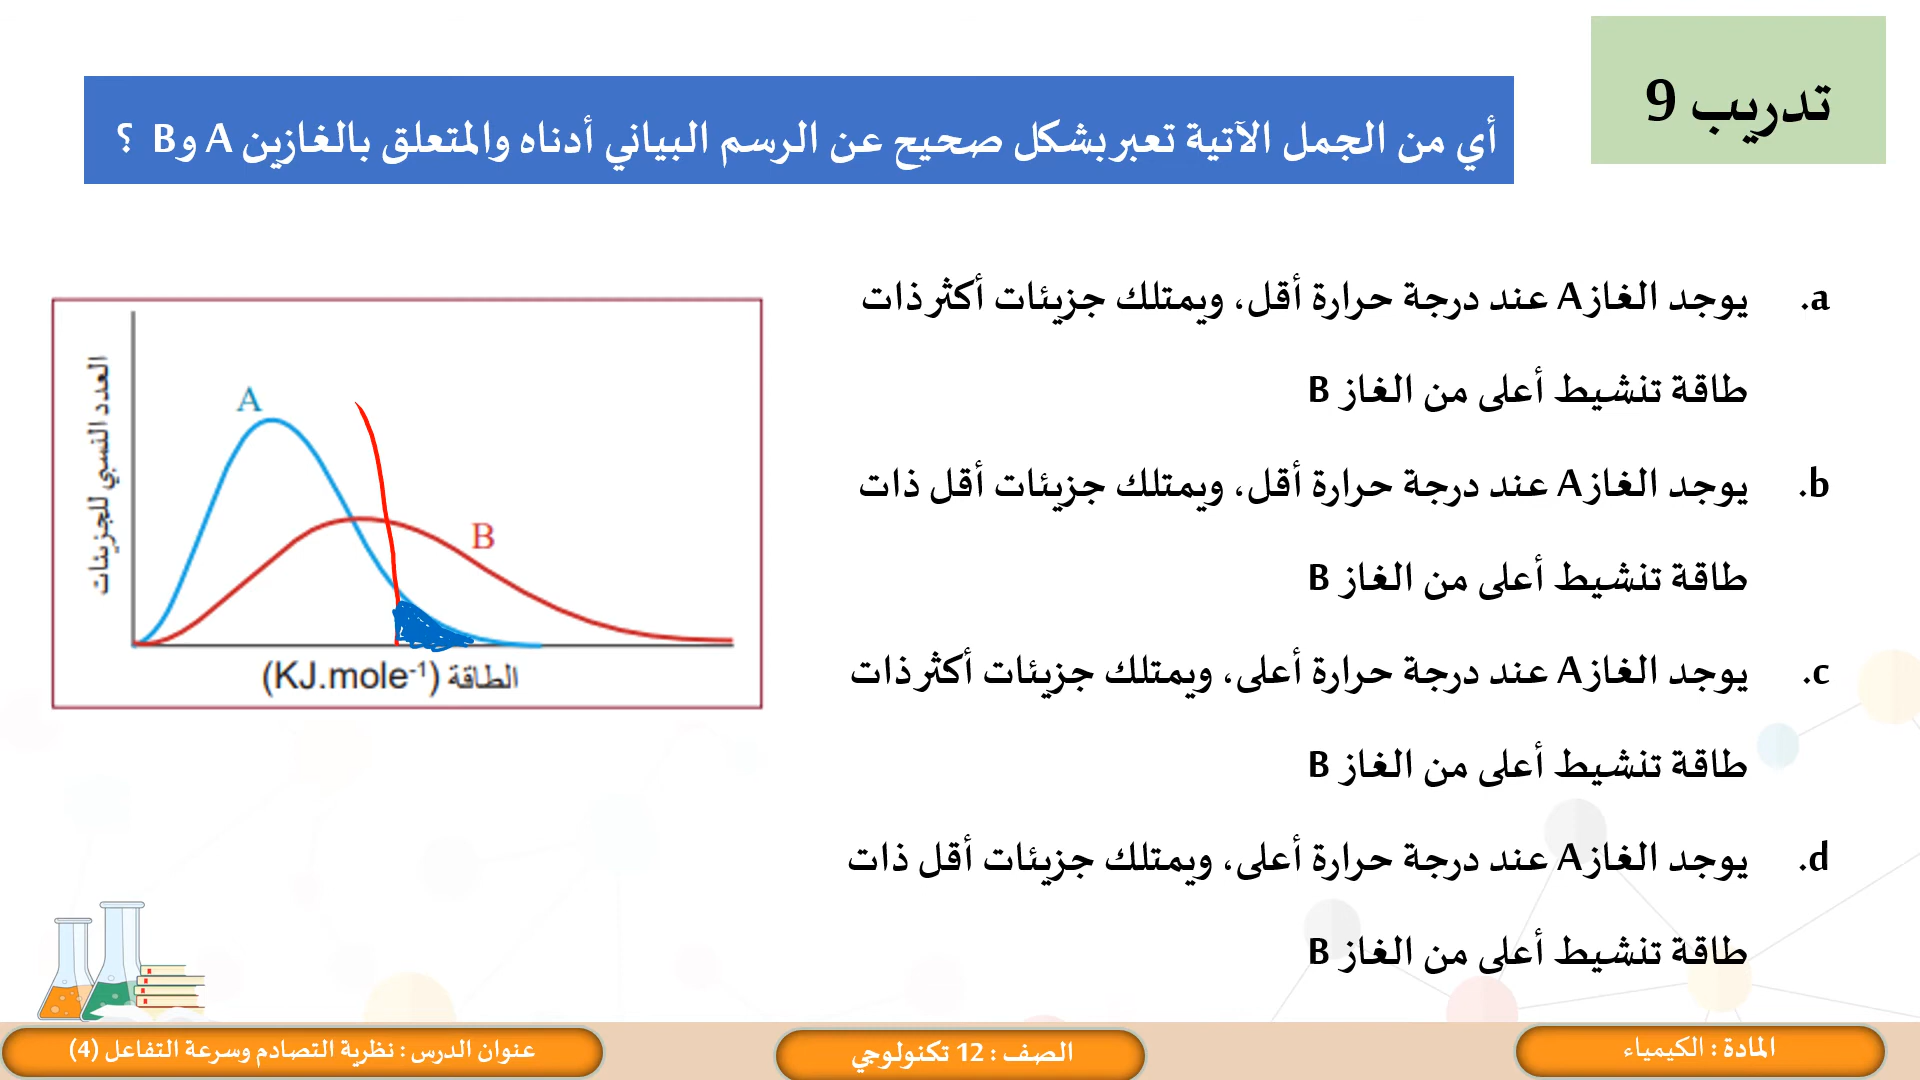 تدريب 9
أي من الجمل الآتية تعبر بشكل صحيح عن الرسم البياني أدناه والمتعلق بالغازين A وB ؟
a. يوجد الغاز A عند درجة حرارة أقل، ويمتلك جزيئات أكثر ذات
طاقة تنشيط أعلى من الغاز B
b. يوجد الغاز A عند درجة حرارة أقل، ويمتلك جزيئات أقل ذات
طاقة تنشيط أعلى من الغاز B
c. يوجد الغاز A عند درجة حرارة أعلى، ويمتلك جزيئات أكثر ذات
طاقة تنشيط أعلى من الغاز B
d. يوجد الغاز A عند درجة حرارة أعلى، ويمتلك جزيئات أقل ذات
طاقة تنشيط أعلى من الغاز B
العدد النسبي للجزيئات
A
B
الطاقة (KJ.mole⁻¹)
المادة : الكيمياء
الصف : 12 تكنولوجي
عنوان الدرس : نظرية التصادم وسرعة التفاعل (4)